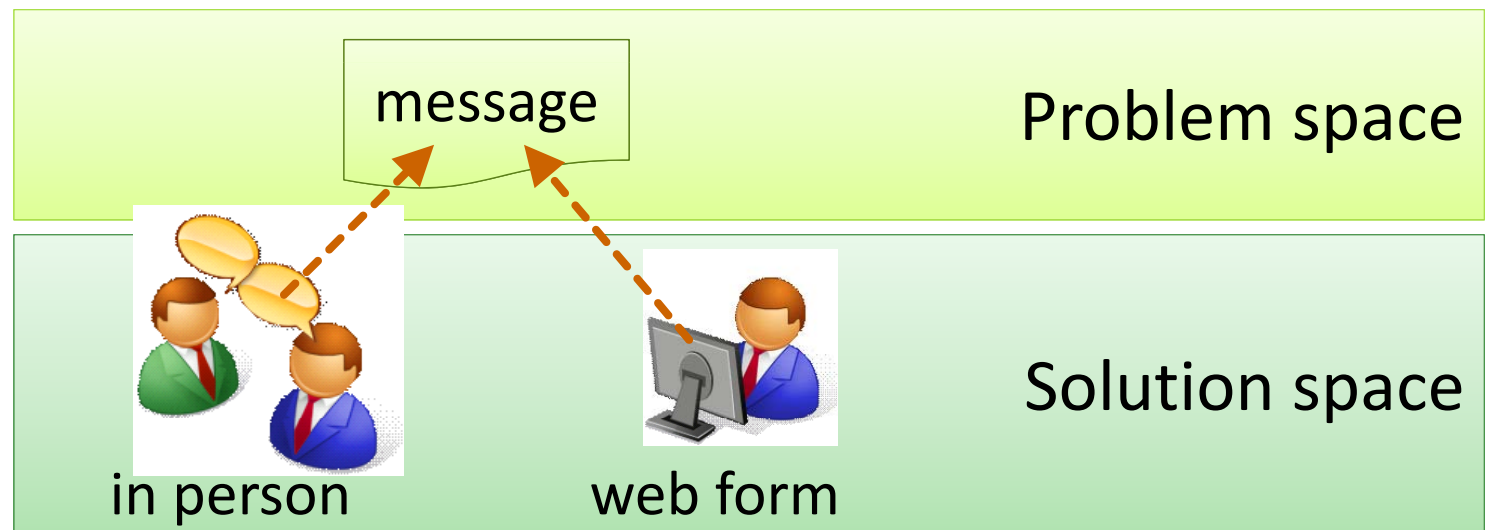 message
Problem space
Solution space
in person
web form